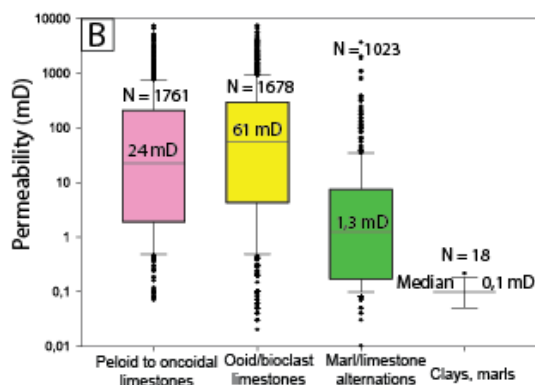 B
Permeability (mD)
10000
1000
100
10
1
0,1
0,01
N = 1761
N = 1678
N = 1023
N = 18
24 mD
61 mD
1,3 mD
Median 0,1 mD
Peloid to oncoidal
limestones
Ooid/bioclast
limestones
Marl/limestone
alternations
Clays, marls